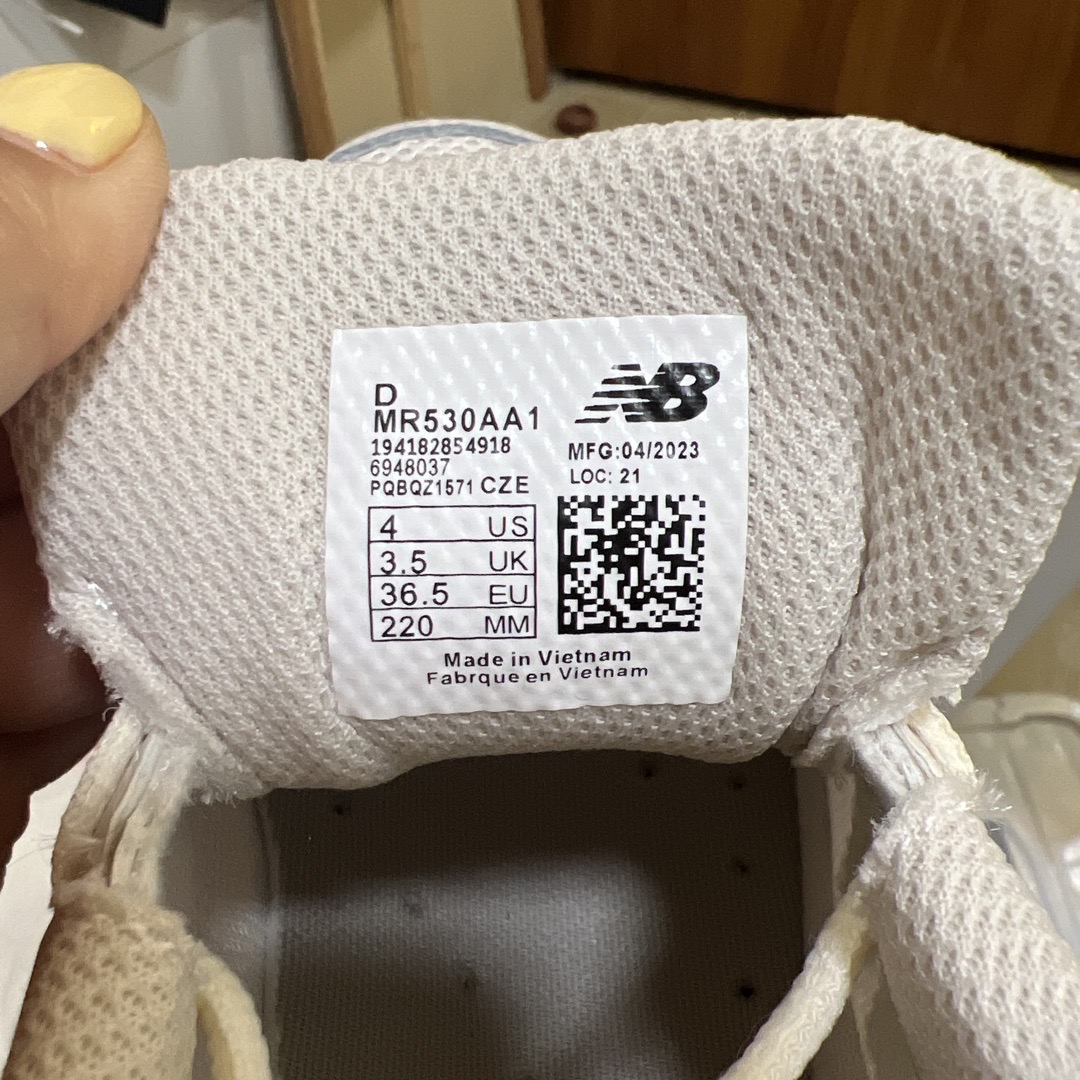 D
MR530AA1
194182854918
6948037
PQBQZ1571 CZE
NB
MFG:04/2023
LOC: 21
4 US
3.5 UK
36.5 EU
220 MM
Made in Vietnam
Fabrque en Vietnam